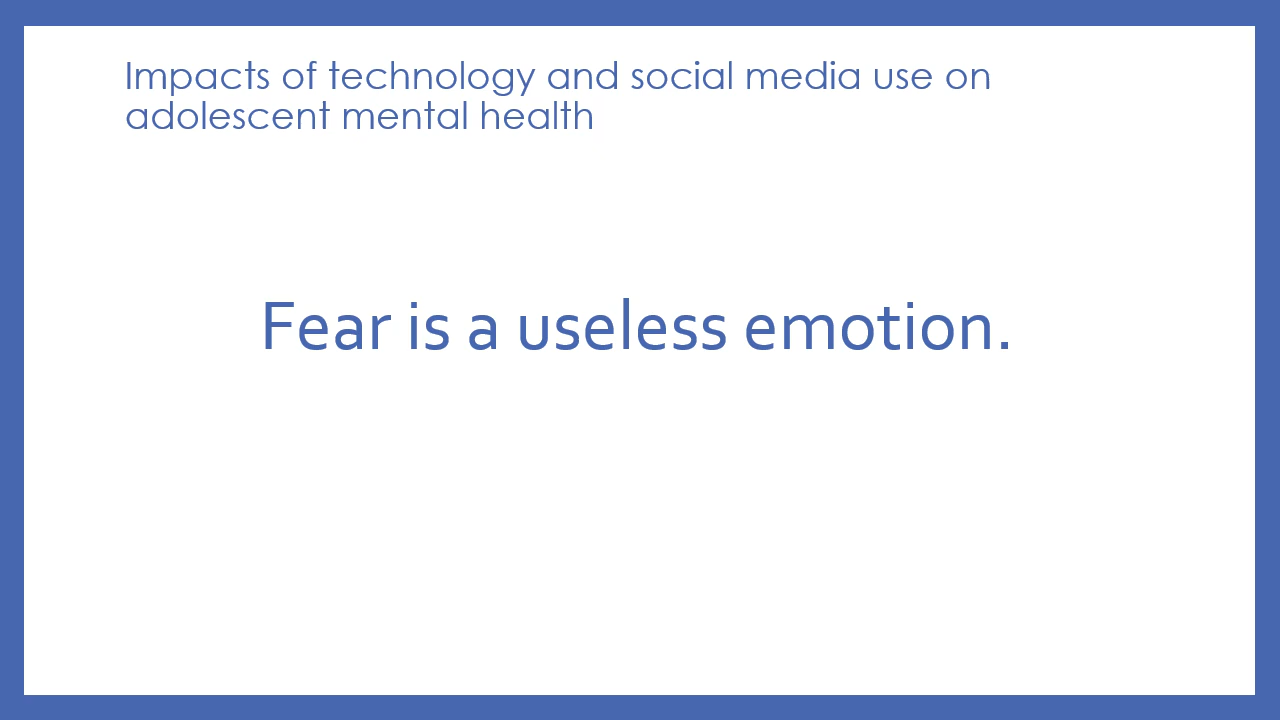 Impacts of technology and social media use on
adolescent mental health
Fear is a useless emotion.